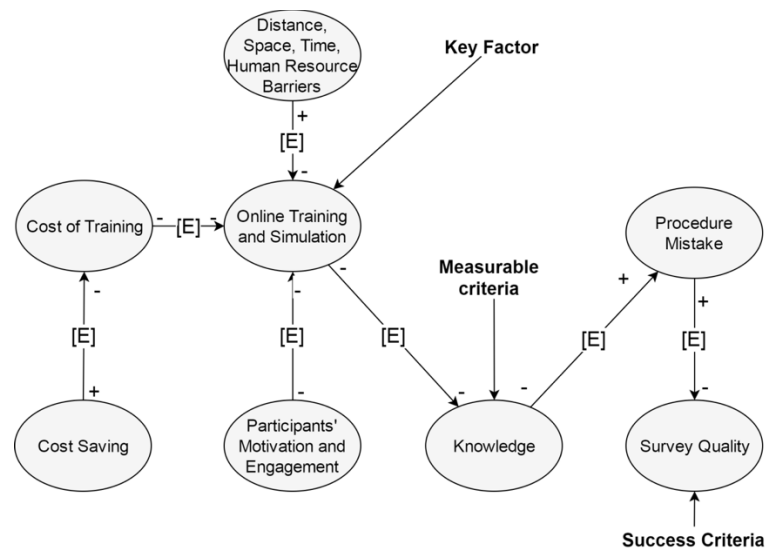 Distance,
Space, Time,
Human Resource
Barriers
Key Factor
+
[E]
-
Cost of Training
-
[E]
-
Online Training
and Simulation
Procedure
Mistake
-
-
-
Measurable
criteria
+
+
[E]
[E]
[E]
[E]
[E]
+
-
-
-
-
Cost Saving
Participants'
Motivation and
Engagement
Knowledge
Survey Quality
Success Criteria